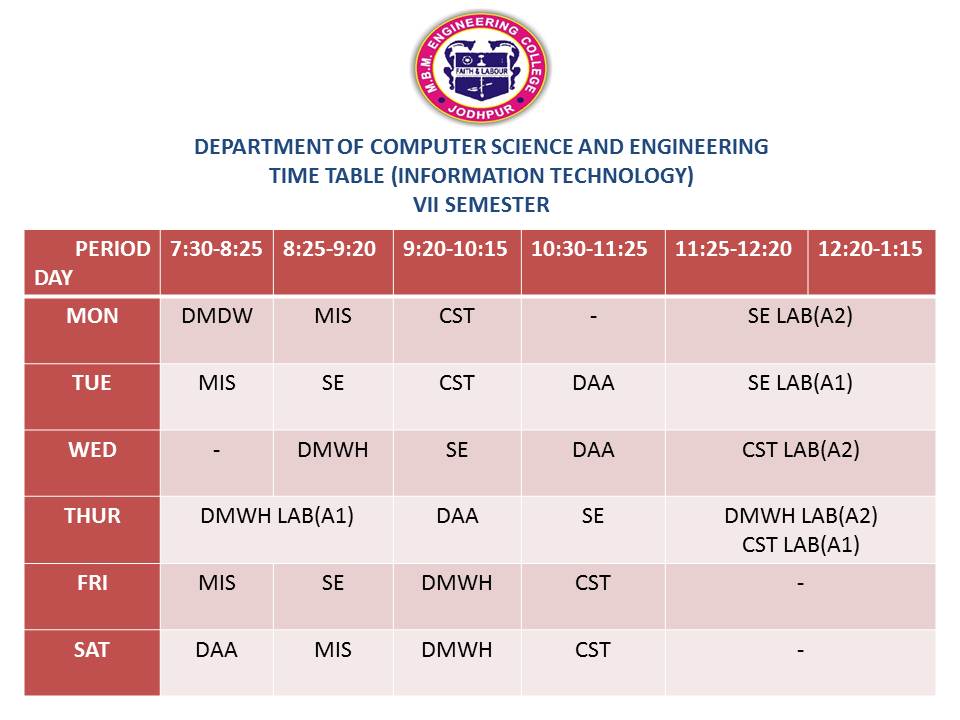 M.B.M. ENGINEERING COLLEGE
FAITH & LABOUR
JODHPUR
DEPARTMENT OF COMPUTER SCIENCE AND ENGINEERING
TIME TABLE (INFORMATION TECHNOLOGY)
VII SEMESTER
PERIOD 7:30-8:25 8:25-9:20 9:20-10:15 10:30-11:25 11:25-12:20 12:20-1:15
DAY
MON DMDW MIS CST - SE LAB(A2)
TUE MIS SE CST DAA SE LAB(A1)
WED - DMWH SE DAA CST LAB(A2)
THUR DMWH LAB(A1) DAA SE DMWH LAB(A2)
CST LAB(A1)
FRI MIS SE DMWH CST -
SAT DAA MIS DMWH CST -